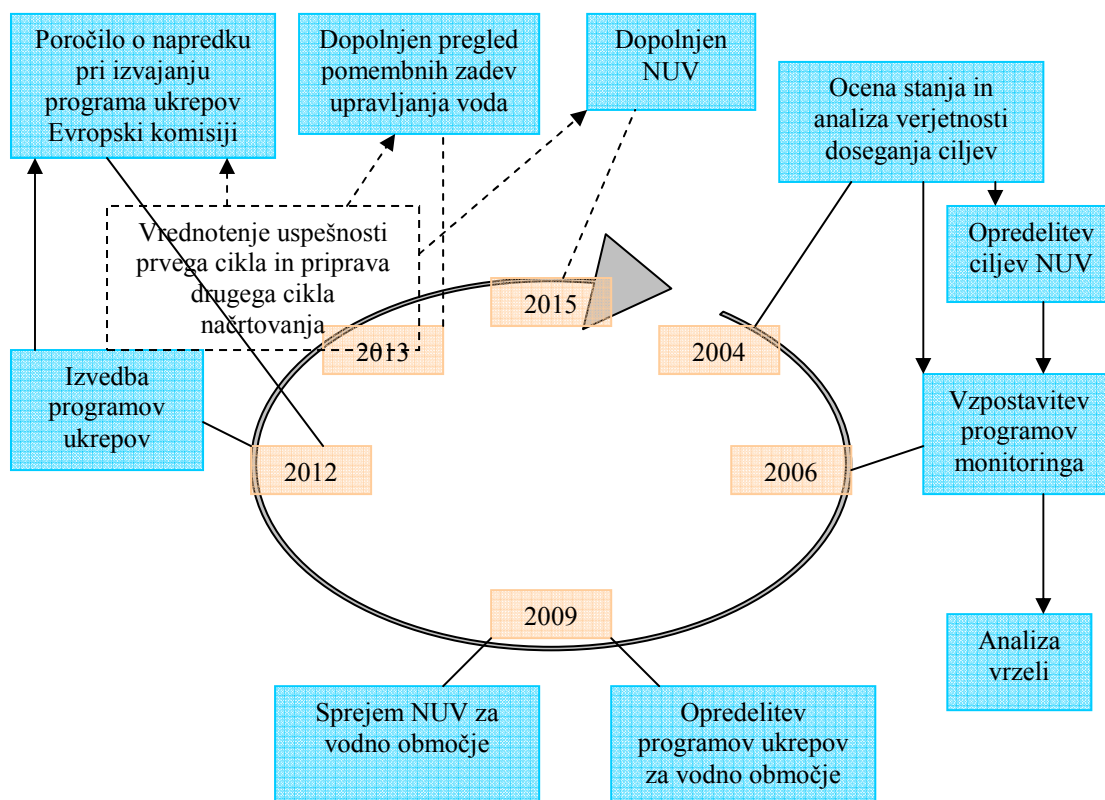 Poročilo o napredku
pri izvajanju
programa ukrepov
Evropski komisiji
Dopolnjen pregled
pomembnih zadev
upravljanja voda
Dopolnjen
NUV
Ocena stanja in
analiza verjetnosti
doseganja ciljev
Opredelitev
ciljev NUV
Vrednotenje uspešnosti
prvega cikla in priprava
drugega cikla
načrtovanja
2015
2013
2004
Izvedba
programov
ukrepov
Vzpostavitev
programov
monitoringa
2012
2006
2009
Analiza
vrzeli
Sprejem NUV za
vodno območje
Opredelitev
programov ukrepov
za vodno območje